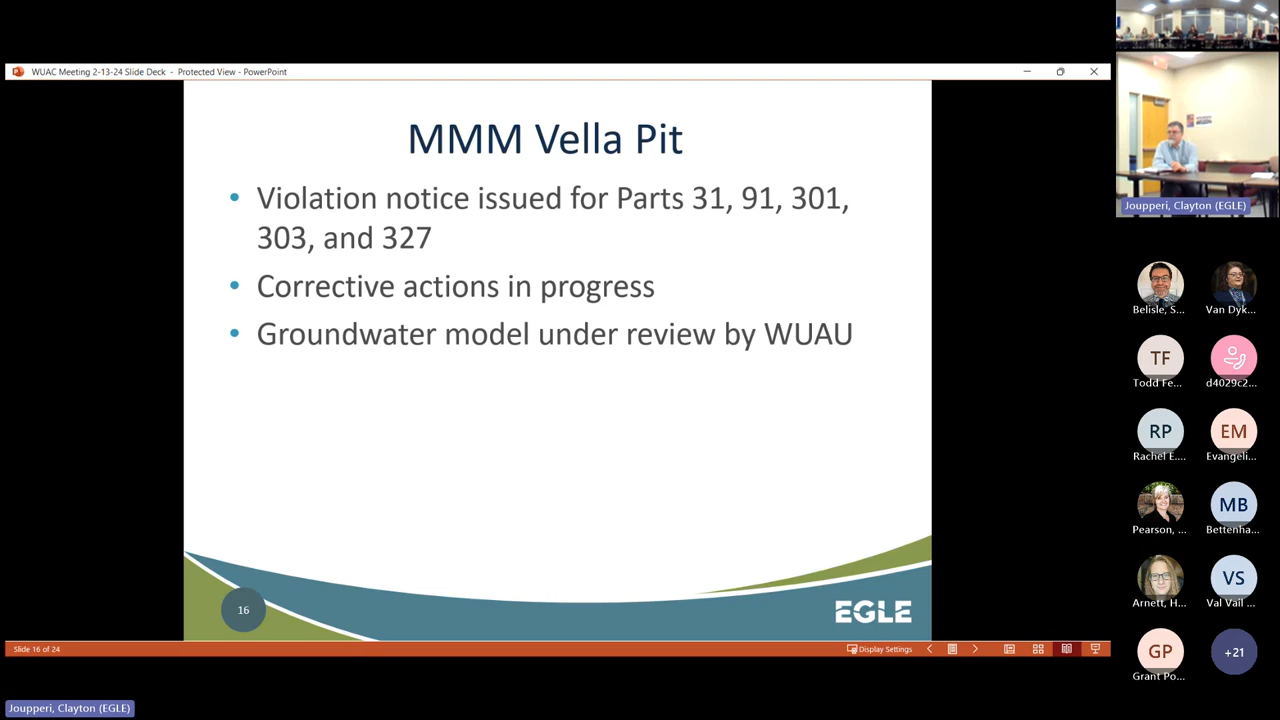 WUAC Meeting 2-13-24 Slide Deck - Protected View - PowerPoint
MMM Vella Pit
• Violation notice issued for Parts 31, 91, 301,
303, and 327
• Corrective actions in progress
• Groundwater model under review by WUAU
16
EGLE
Slide 16 of 24
Display Settings
Joupperi, Clayton (EGLE)
Joupperi, Clayton (EGLE)
Belisle, S...
Van Dyk...
TF
Todd Fe...
d4029c2...
RP
EM
Rachel E....
Evangeli...
MB
Pearson, ...
Bettenha...
VS
Arnett, H...
Val Vail ...
GP
+21
Grant Po...